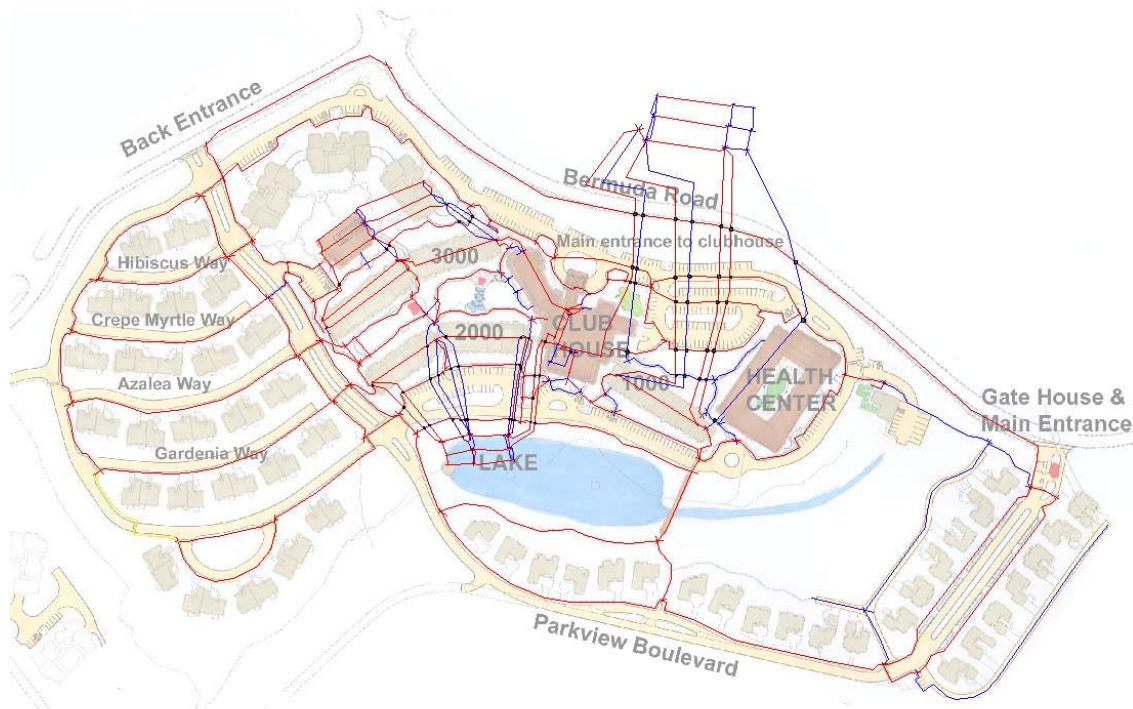 Back Entrance
Bermuda Road
Main entrance to clubhouse
3000
Hibiscus Way
Crepe Myrtle Way
2000
CLUB
HOUSE
Azalea Way
1000
HEALTH
CENTER
Gate House &
Main Entrance
Gardenia Way
LAKE
Parkview Boulevard